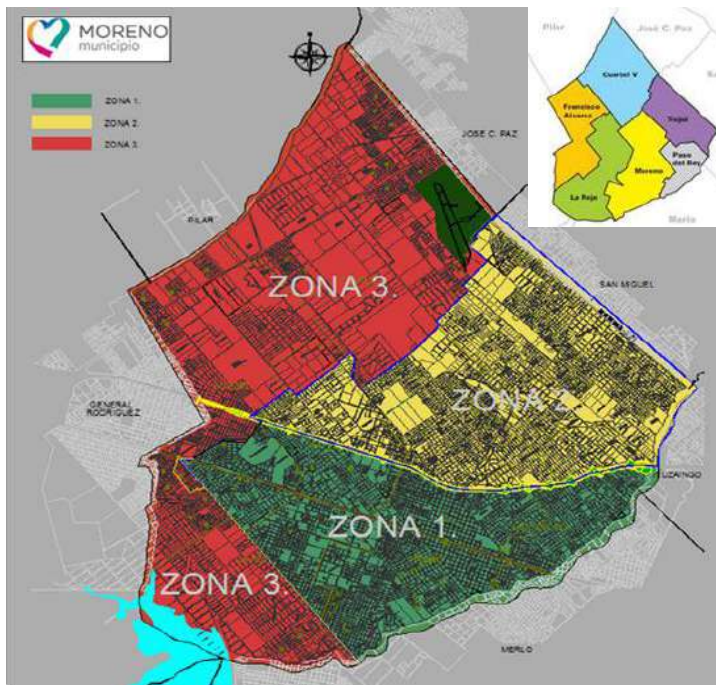 MORENO
municipio
ZONA 1.
ZONA 2.
ZONA 3.
JOSE C. PAZ
PILAR
ZONA 3.
SAN MIGUEL
GENERAL
RODRIGUEZ
ZONA 2
UZAINGO
ZONA 1.
ZONA 3.
MERLO
Pilar
José C. Paz
Cuartel V
Francisco
Alvarez
Trujui
Paso
del Rey
Moreno
La Reja
Merlo